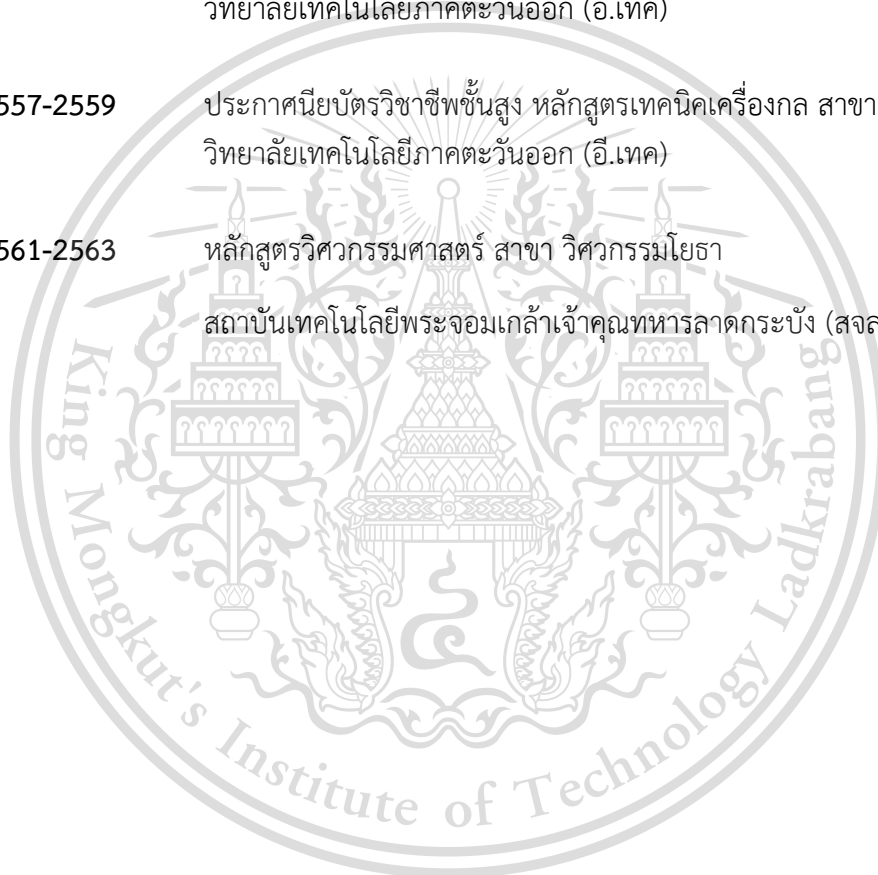 วิทยาลัยเทคโนโลยีภาคตะวันออก (อี.เทค)
557-2559 ประกาศนียบัตรวิชาชีพชั้นสูง หลักสูตรเทคนิคเครื่องกล สาขา
วิทยาลัยเทคโนโลยีภาคตะวันออก (อี.เทค)
561-2563 หลักสูตรวิศวกรรมศาสตร์ สาขา วิศวกรรมโยธา
สถาบันเทคโนโลยีพระจอมเกล้าเจ้าคุณทหารลาดกระบัง (สจล
King Mongkut's Institute of Technology Ladkrabang